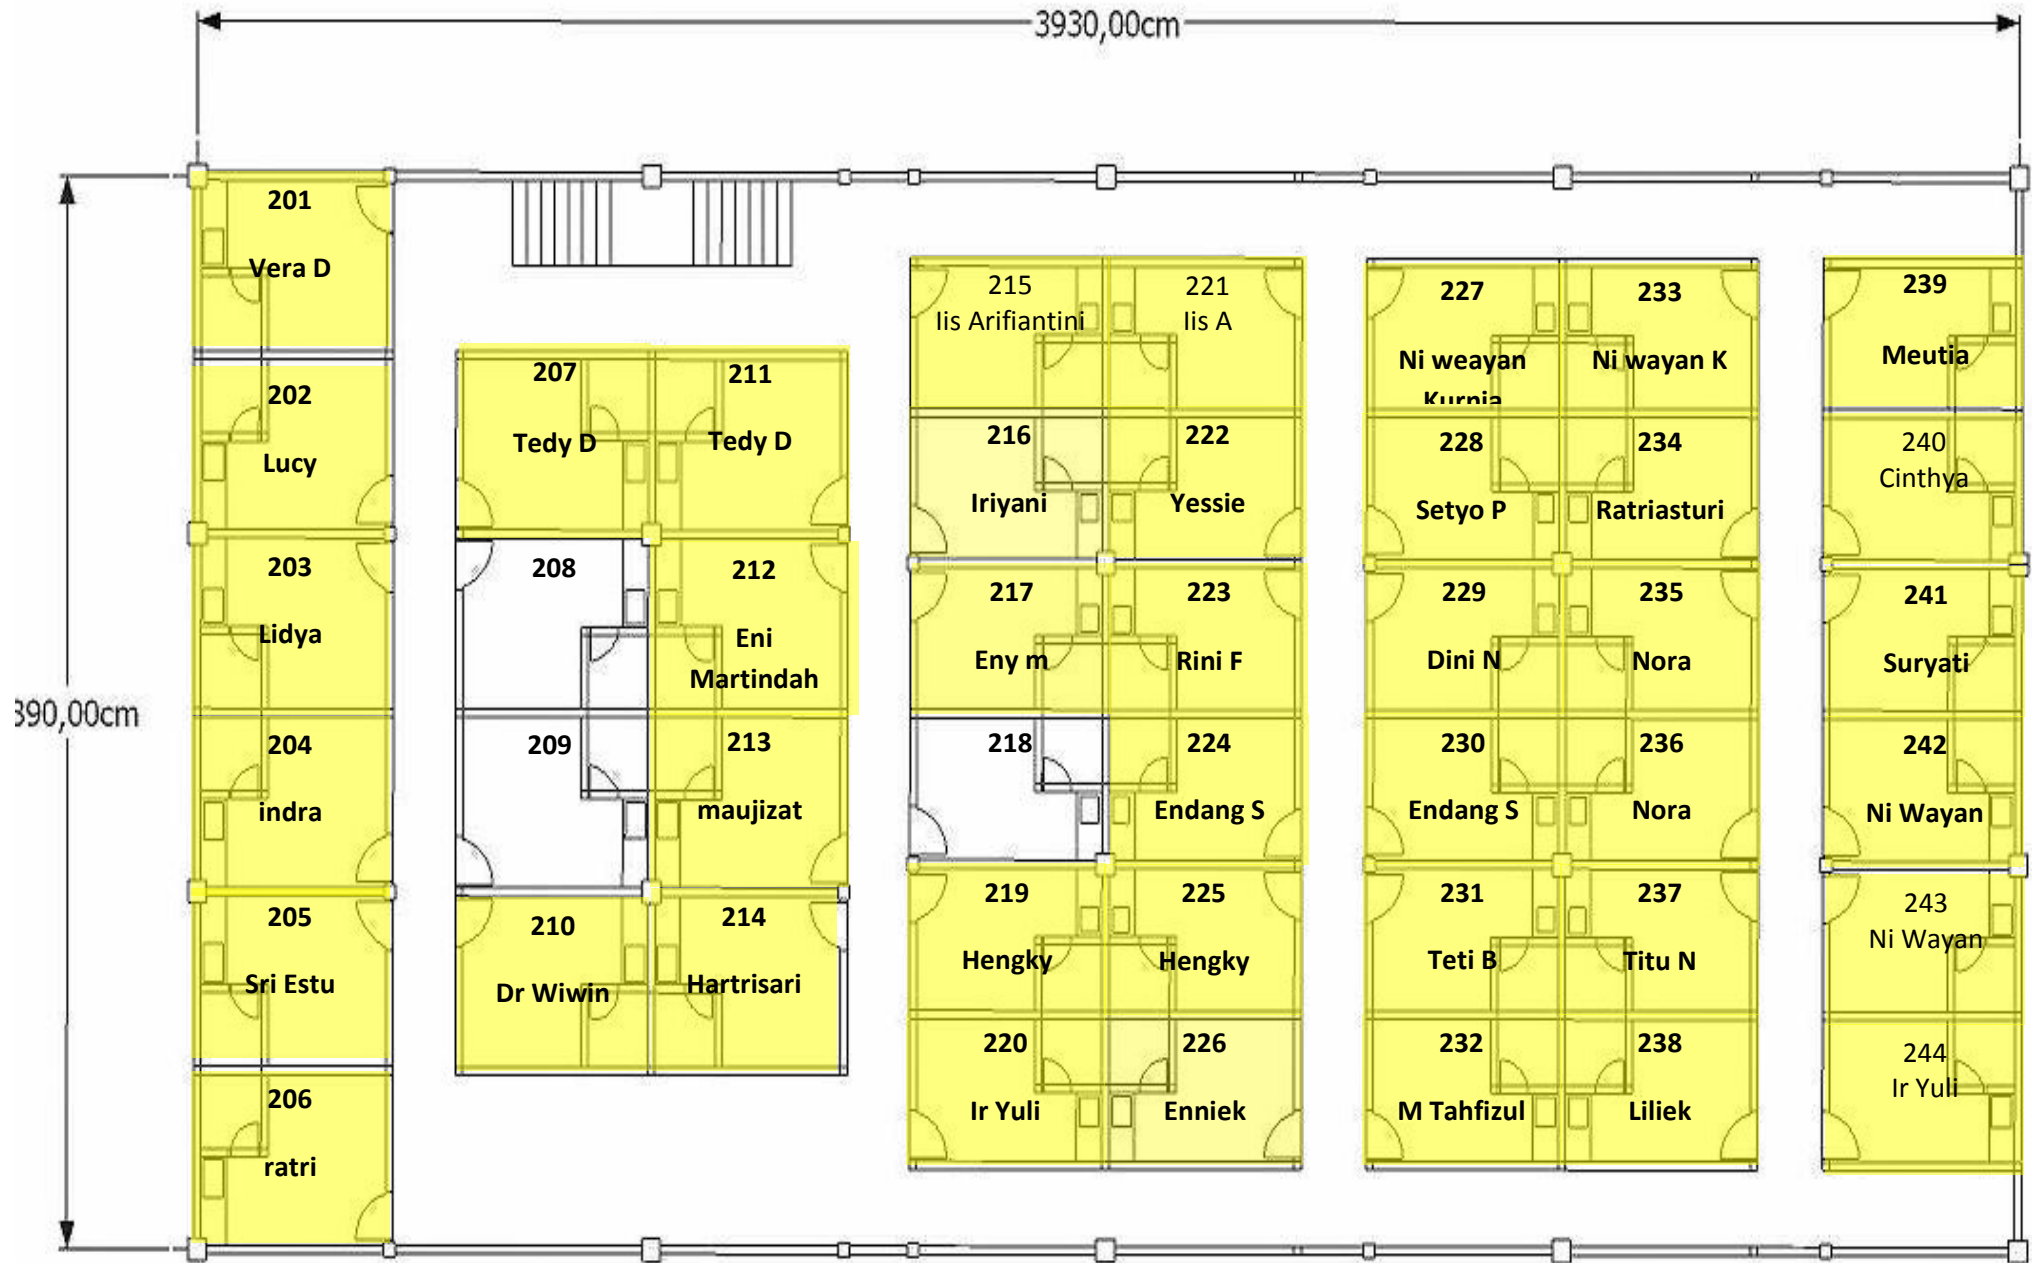 3930,00cm
390,00cm
201
Vera D
202
Lucy
203
Lidya
204
indra
205
Sri Estu
206
ratri
207
Tedy D
208
209
210
Dr Wiwin
211
Tedy D
212
Eni
Martindah
213
maujizat
214
Hartrisari
215
Iis Arifiantini
216
Iriyani
217
Eny m
218
219
Hengky
220
Ir Yuli
221
Iis A
222
Yessie
223
Rini F
224
Endang S
225
Hengky
226
Enniek
227
Ni weayan
Kurnia
228
Setyo P
229
Dini N
230
Endang S
231
Teti B
232
M Tahfizul
233
Ni wayan K
234
Ratriasturi
235
Nora
236
Nora
237
Titu N
238
Liliek
239
Meutia
240
Cinthya
241
Suryati
242
Ni Wayan
243
Ni Wayan
244
Ir Yuli